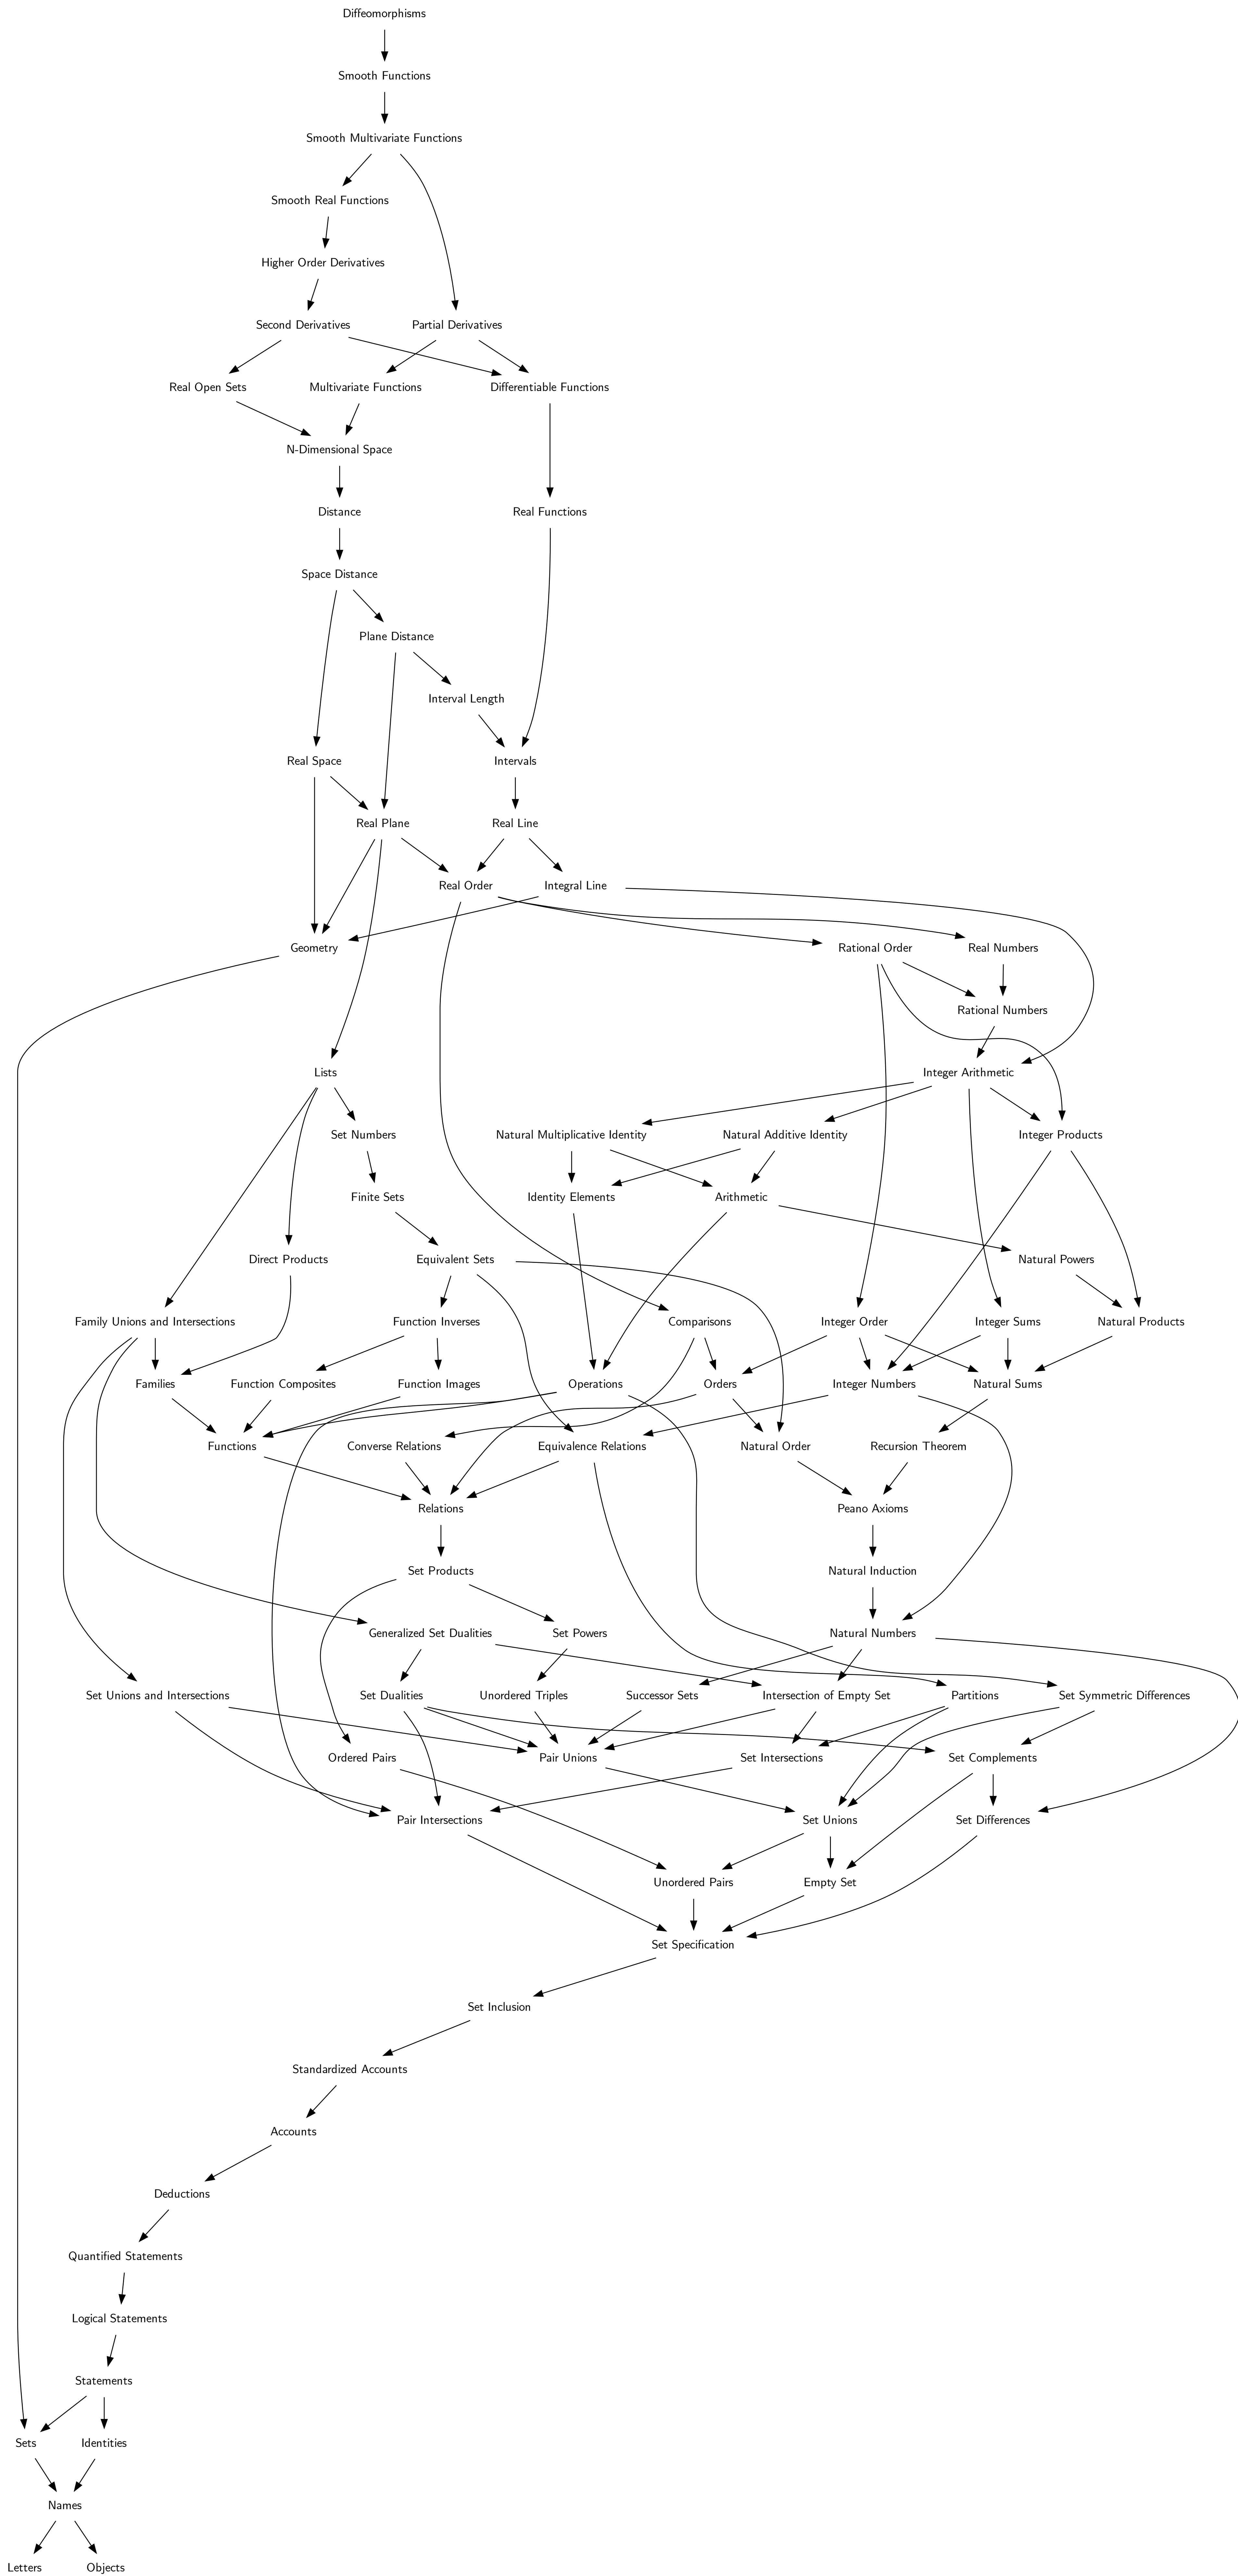 Diffeomorphisms
Smooth Functions
Smooth Multivariate Functions
Smooth Real Functions
Higher Order Derivatives
Second Derivatives
Partial Derivatives
Real Open Sets
Multivariate Functions
Differentiable Functions
N-Dimensional Space
Distance
Real Functions
Space Distance
Plane Distance
Interval Length
Real Space
Intervals
Real Plane
Real Line
Real Order
Integral Line
Geometry
Rational Order
Real Numbers
Rational Numbers
Lists
Integer Arithmetic
Set Numbers
Natural Multiplicative Identity
Natural Additive Identity
Integer Products
Finite Sets
Identity Elements
Arithmetic
Direct Products
Equivalent Sets
Natural Powers
Family Unions and Intersections
Function Inverses
Comparisons
Integer Order
Integer Sums
Natural Products
Families
Function Composites
Function Images
Operations
Orders
Integer Numbers
Natural Sums
Functions
Converse Relations
Equivalence Relations
Natural Order
Recursion Theorem
Relations
Peano Axioms
Set Products
Natural Induction
Generalized Set Dualities
Set Powers
Natural Numbers
Set Unions and Intersections
Set Dualities
Unordered Triples
Successor Sets
Intersection of Empty Set
Partitions
Set Symmetric Differences
Ordered Pairs
Pair Unions
Set Intersections
Set Complements
Pair Intersections
Set Unions
Set Differences
Unordered Pairs
Empty Set
Set Specification
Set Inclusion
Standardized Accounts
Accounts
Deductions
Quantified Statements
Logical Statements
Statements
Sets
Identities
Names
Letters
Objects